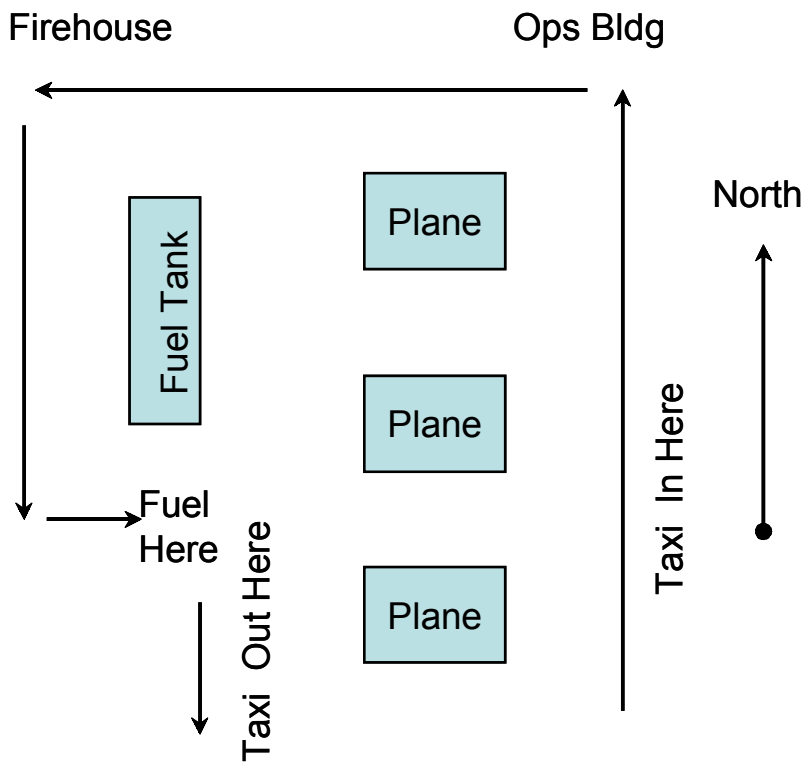 Firehouse
Ops Bldg
North
Plane
Fuel Tank
Plane
Taxi In Here
Fuel
Here
Taxi Out Here
Plane